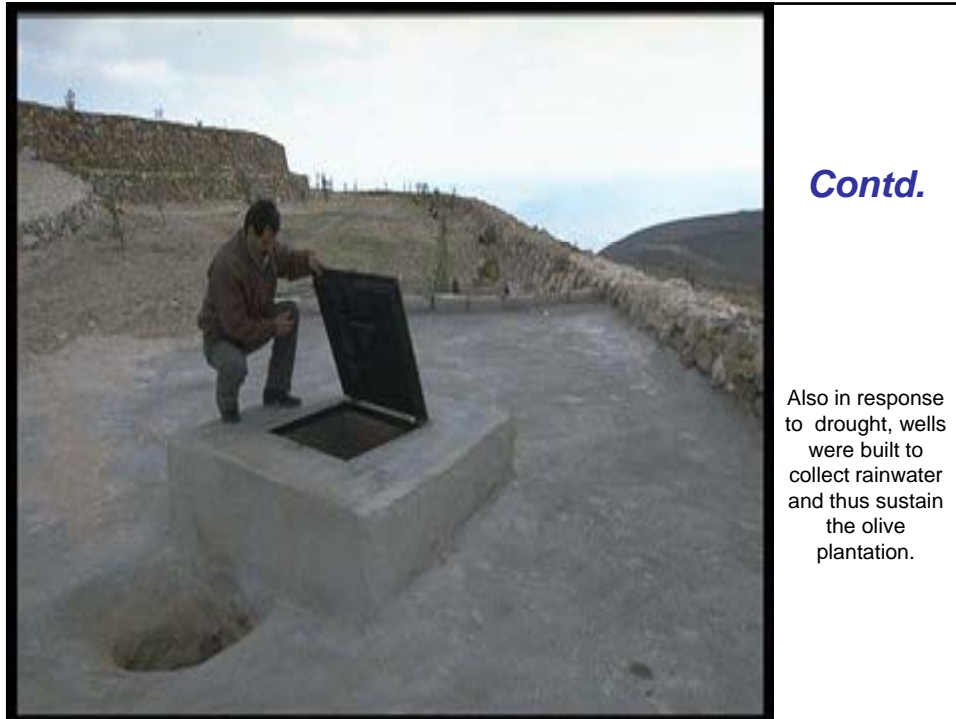 Contd.
Also in response
to drought, wells
were built to
collect rainwater
and thus sustain
the olive
plantation.